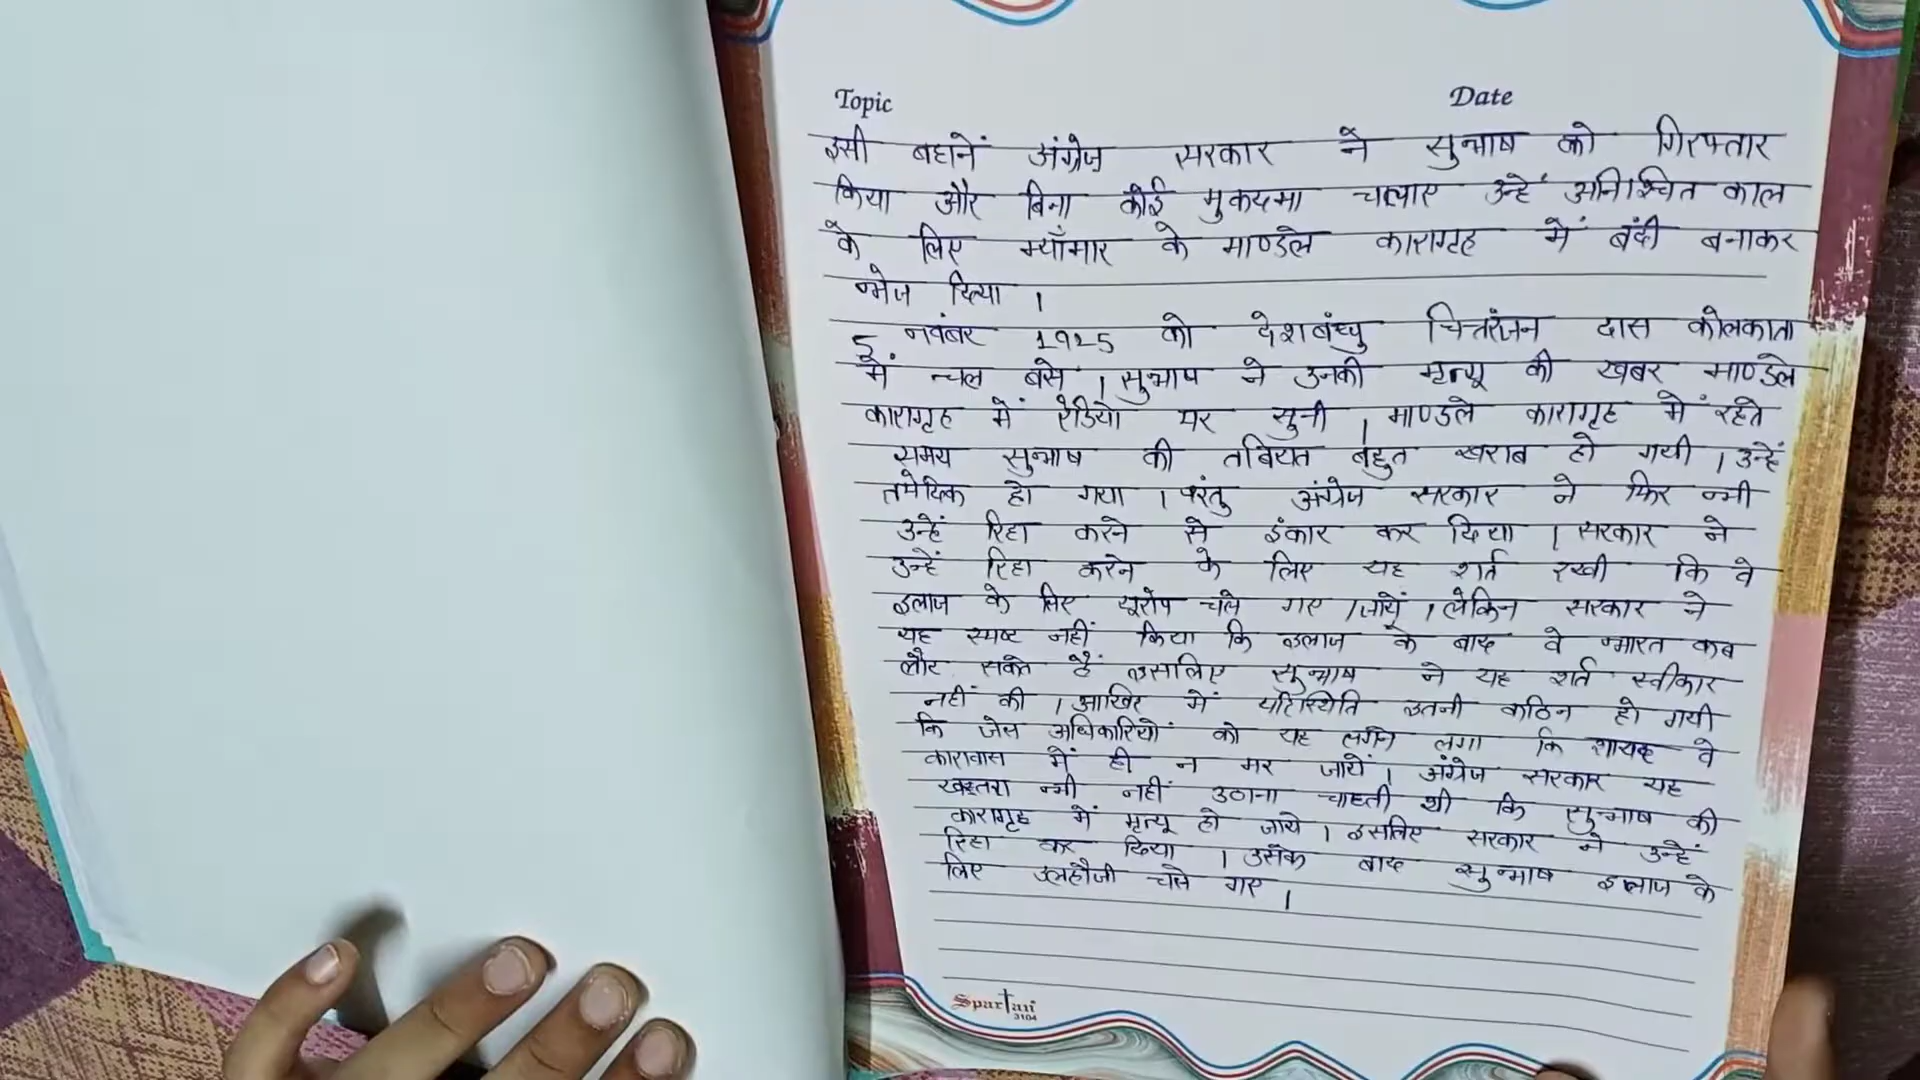 Topic Date
इसी बहानें अंग्रेज़ सरकार ने सुभाष को गिरफ्तार
किया और बिना कोई मुकदमा चलाए उन्हें अनिश्चित काल
के लिए म्याँमार के माण्डले कारागृह में बंदी बनाकर
भेज दिया ।
5 नवंबर 1925 को देशबंधु चित्तरंजन दास कोलकाता
में चल बसे । सुभाष ने उनकी मृत्यू की खबर माण्डले
कारागृह में रेडियो पर सुनी । माण्डले कारागृह में रहते
समय सुभाष की तबियत बहुत खराब हो गयी । उन्हें
तपेदिक हो गया । परंतु अंग्रेज सरकार ने फिर भी
उन्हें रिहा करने से इंकार कर दिया । सरकार ने
उन्हें रिहा करने के लिए यह शर्त रखी कि वे
इलाज के लिए यूरोप चले गए । जायें । लेकिन सरकार ने
यह स्पष्ट नहीं किया कि इलाज के बाद वे भारत कब
लौट सकते हैं इसलिए सुभाष ने यह शर्त स्वीकार
नहीं की । आखिर में परिस्थिति इतनी कठिन हो गयी
कि जेल अधिकारियों को यह लगने लगा कि शायद वे
कारावास में ही न मर जायें । अंग्रेज सरकार यह
खतरा भी नहीं उठाना चाहती थी कि सुभाष की
कारागृह में मृत्यू हो जाये । इसलिए सरकार ने उन्हें
रिहा कर दिया । उसके बाद सुभाष इलाज के
लिए डलहौजी चले गए ।
Spartan
3104